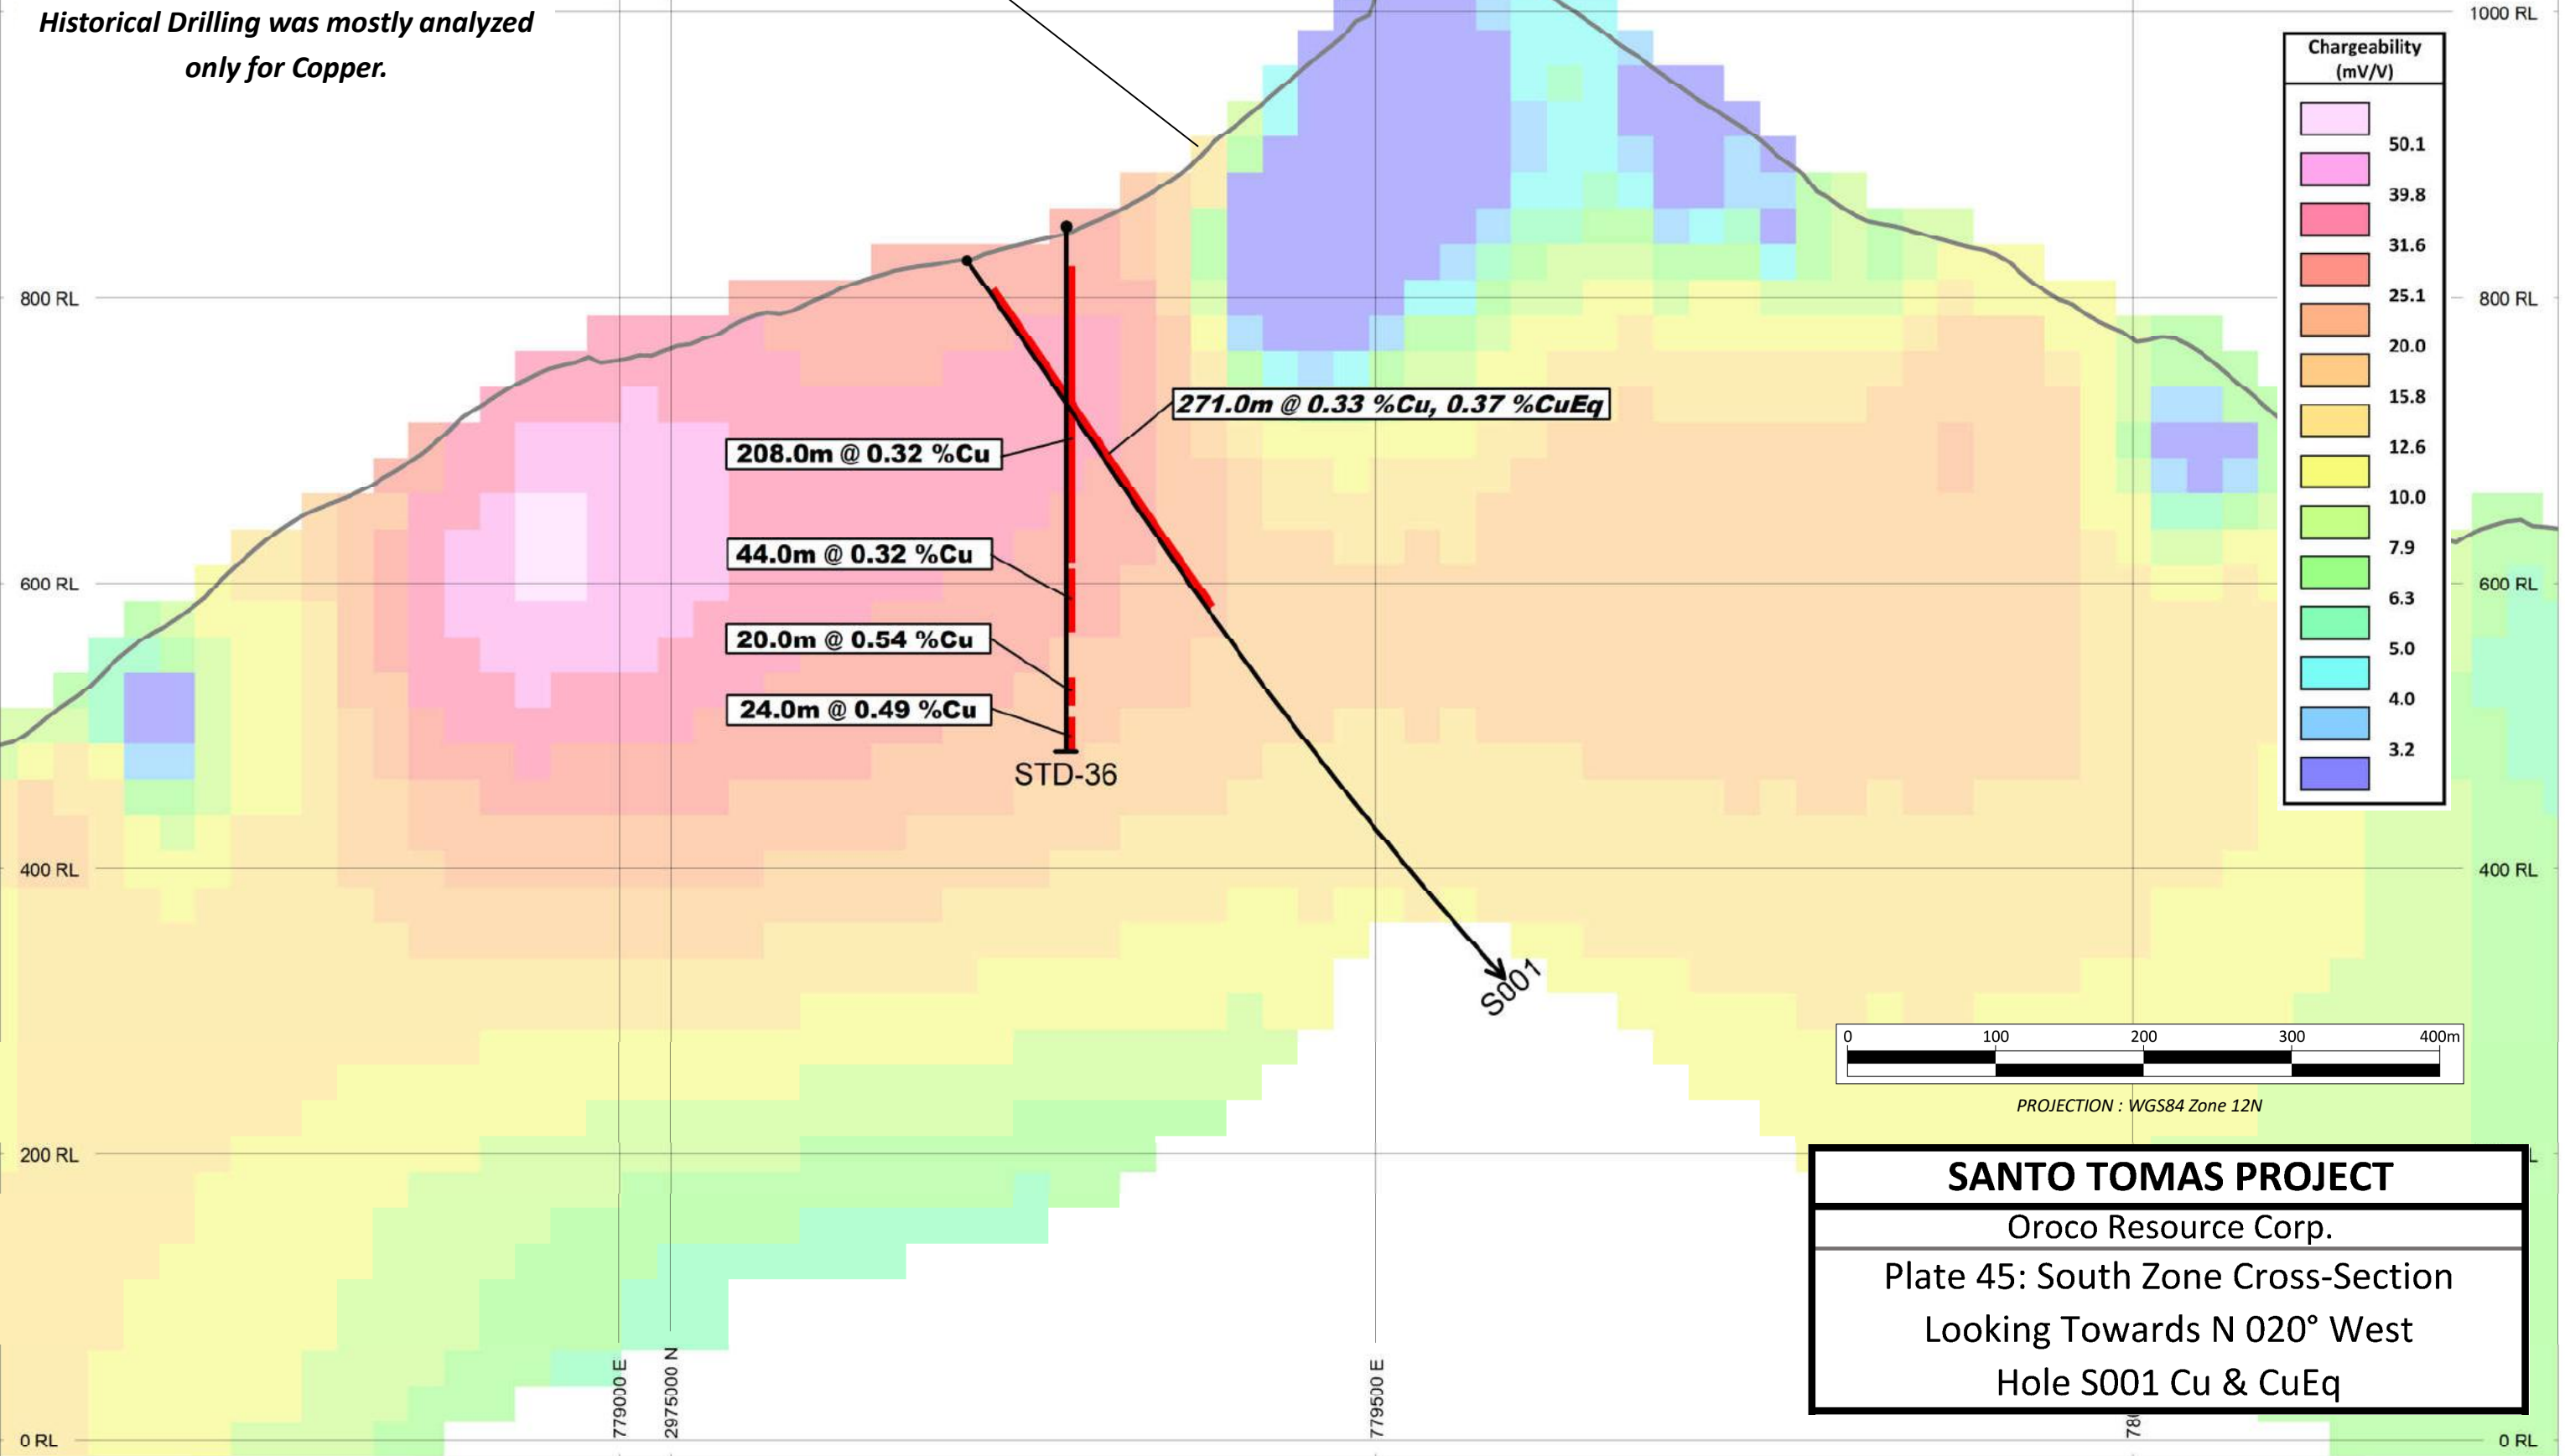 Historical Drilling was mostly analyzed
only for Copper.
1000 RL
Chargeability
(mV/V)
50.1
39.8
31.6
25.1
20.0
15.8
12.6
10.0
7.9
6.3
5.0
4.0
3.2
800 RL
800 RL
271.0m @ 0.33 %Cu, 0.37 %CuEq
208.0m @ 0.32 %Cu
44.0m @ 0.32 %Cu
600 RL
600 RL
20.0m @ 0.54 %Cu
24.0m @ 0.49 %Cu
STD-36
400 RL
400 RL
S001
0 100 200 300 400m
PROJECTION : WGS84 Zone 12N
200 RL
SANTO TOMAS PROJECT
Oroco Resource Corp.
Plate 45: South Zone Cross-Section
Looking Towards N 020° West
Hole S001 Cu & CuEq
779000 E
2975000 N
779500 E
0 RL
0 RL